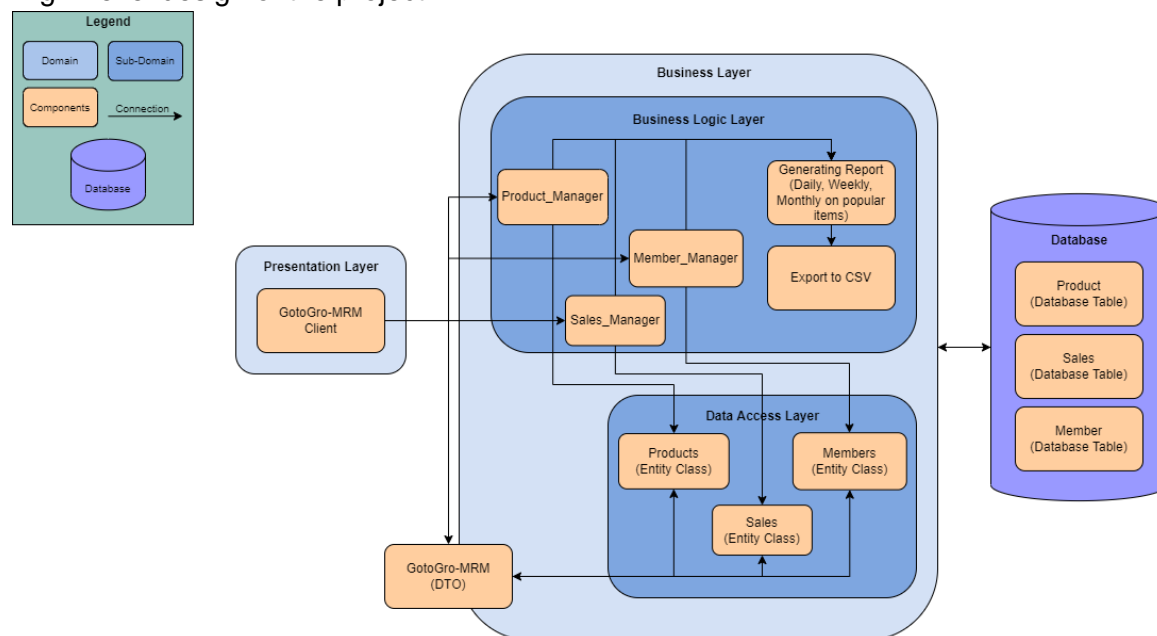 Legend
Domain
Sub-Domain
Components
Connection
Database
Business Layer
Business Logic Layer
Product_Manager
Generating Report
(Daily, Weekly,
Monthly on popular
items)
Member_Manager
Export to CSV
Sales_Manager
Presentation Layer
GotoGro-MRM
Client
Database
Product
(Database Table)
Sales
(Database Table)
Member
(Database Table)
Data Access Layer
Products
(Entity Class)
Members
(Entity Class)
Sales
(Entity Class)
GotoGro-MRM
(DTO)